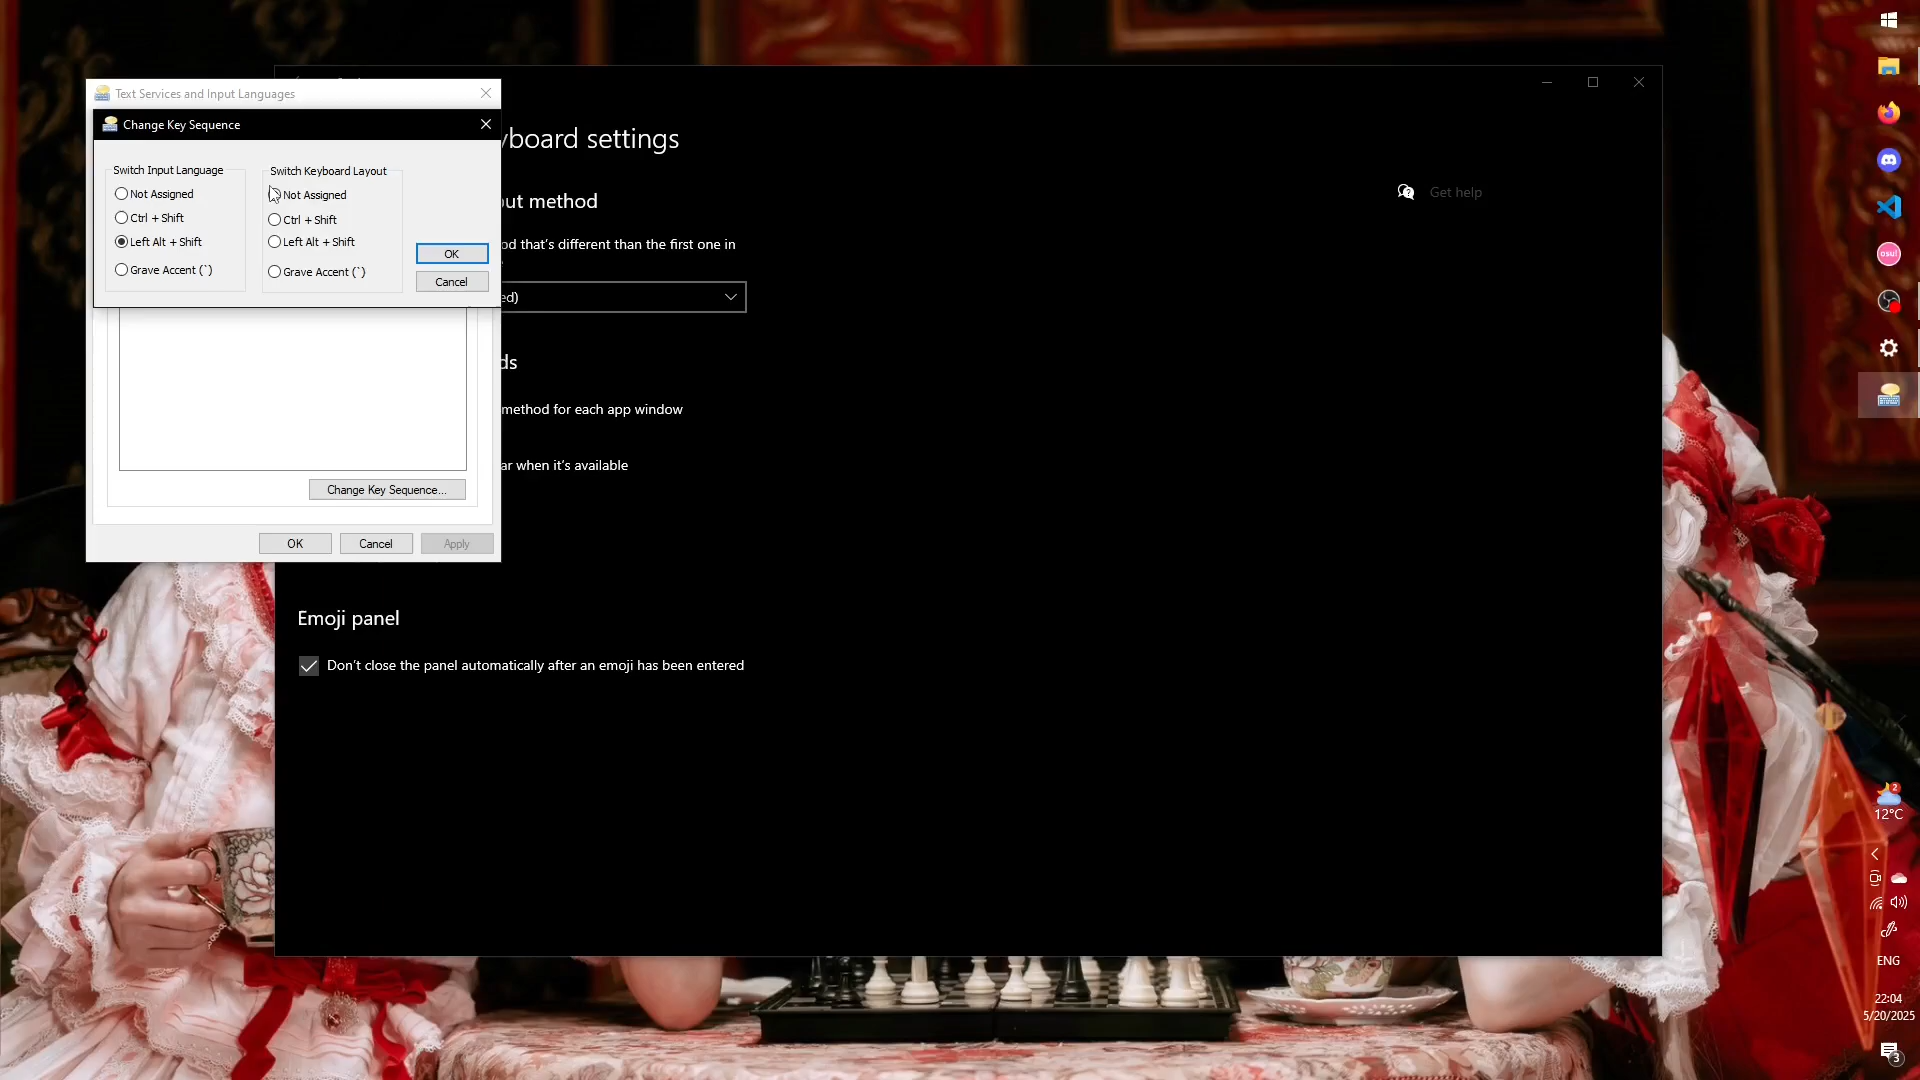 Text Services and Input Languages
Change Key Sequence
Switch Input Language
Not Assigned
Ctrl + Shift
Left Alt + Shift
Grave Accent (`)
Switch Keyboard Layout
Not Assigned
Ctrl + Shift
Left Alt + Shift
Grave Accent (`)
OK
Cancel
Change Key Sequence...
OK
Cancel
Apply
yboard settings
ut method
od that's different than the first one in
ed)
ds
method for each app window
ar when it's available
Emoji panel
Don't close the panel automatically after an emoji has been entered
Get help
osu!
2
12°C
ENG
22:04
5/20/2025
3